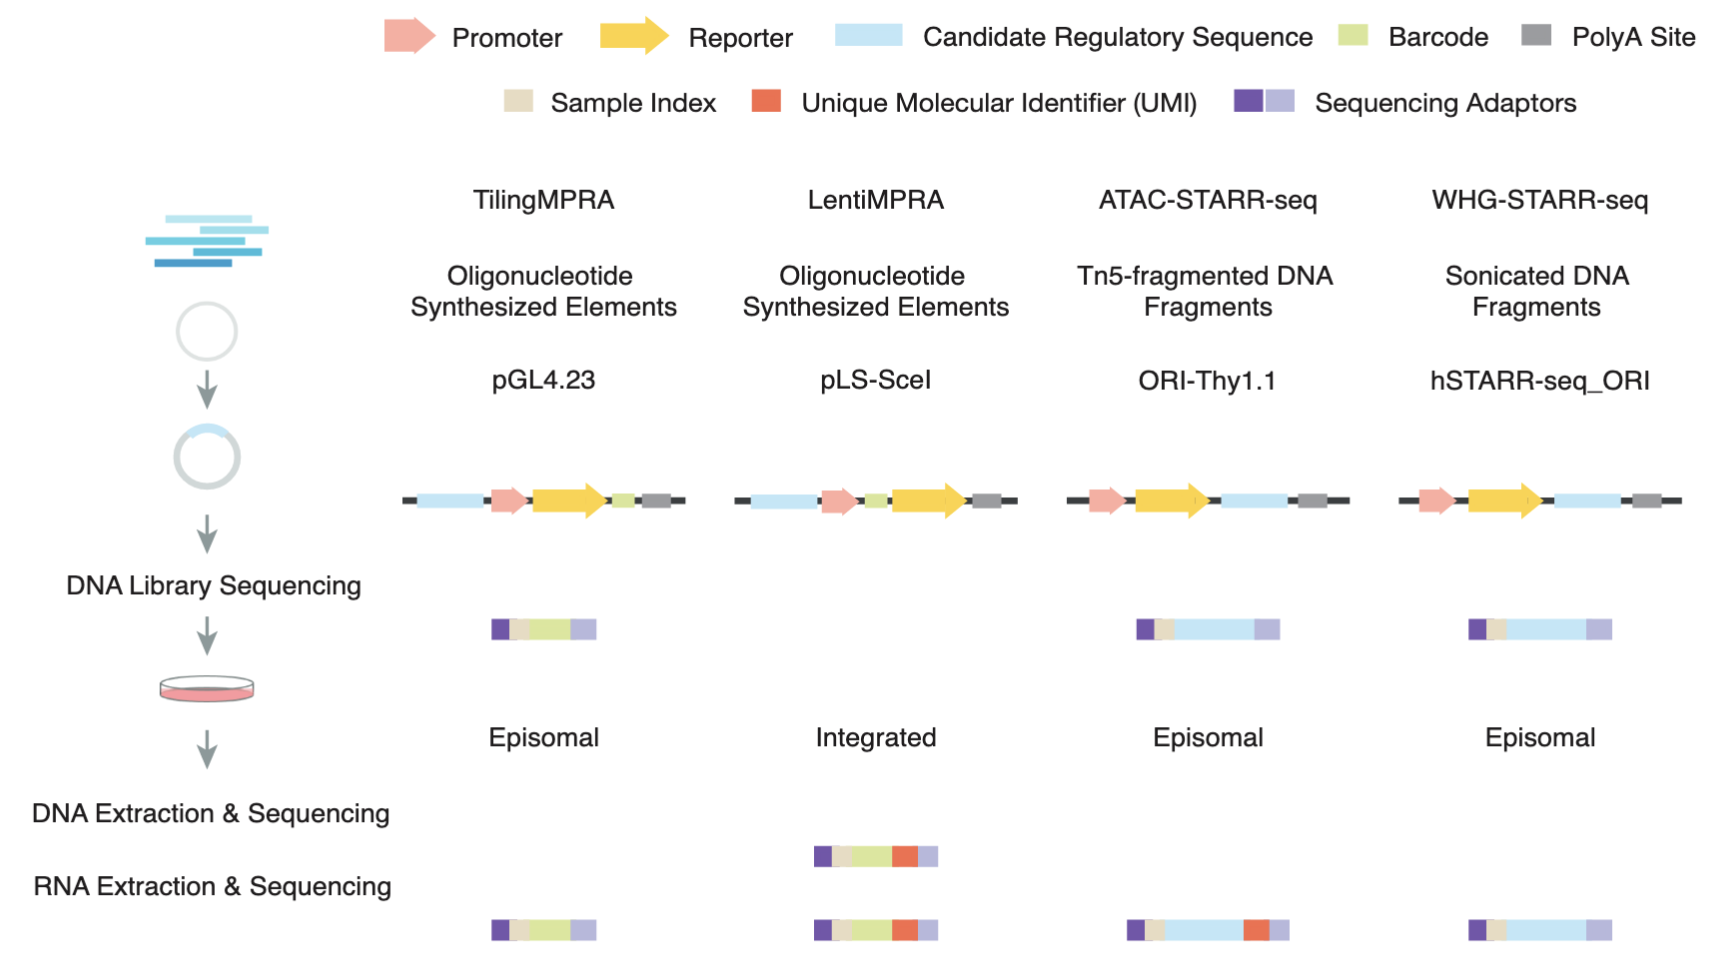 Promoter Reporter Candidate Regulatory Sequence Barcode PolyA Site
Sample Index Unique Molecular Identifier (UMI) Sequencing Adaptors
TilingMPRA LentiMPRA ATAC-STARR-seq WHG-STARR-seq
Oligonucleotide Oligonucleotide Tn5-fragmented DNA Sonicated DNA
Synthesized Elements Synthesized Elements Fragments Fragments
pGL4.23 pLS-SceI ORI-Thy1.1 hSTARR-seq_ORI
DNA Library Sequencing
Episomal Integrated Episomal Episomal
DNA Extraction & Sequencing
RNA Extraction & Sequencing